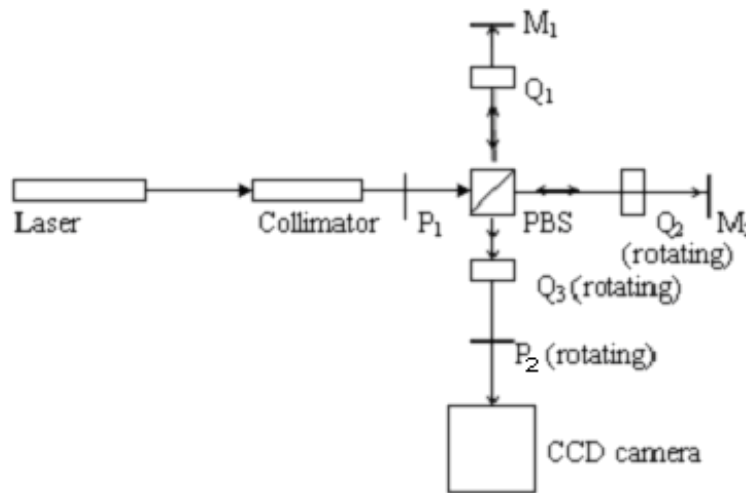 M1
Q1
Laser
Collimator
P1
PBS
Q2
(rotating)
Q3 (rotating)
P2 (rotating)
CCD camera